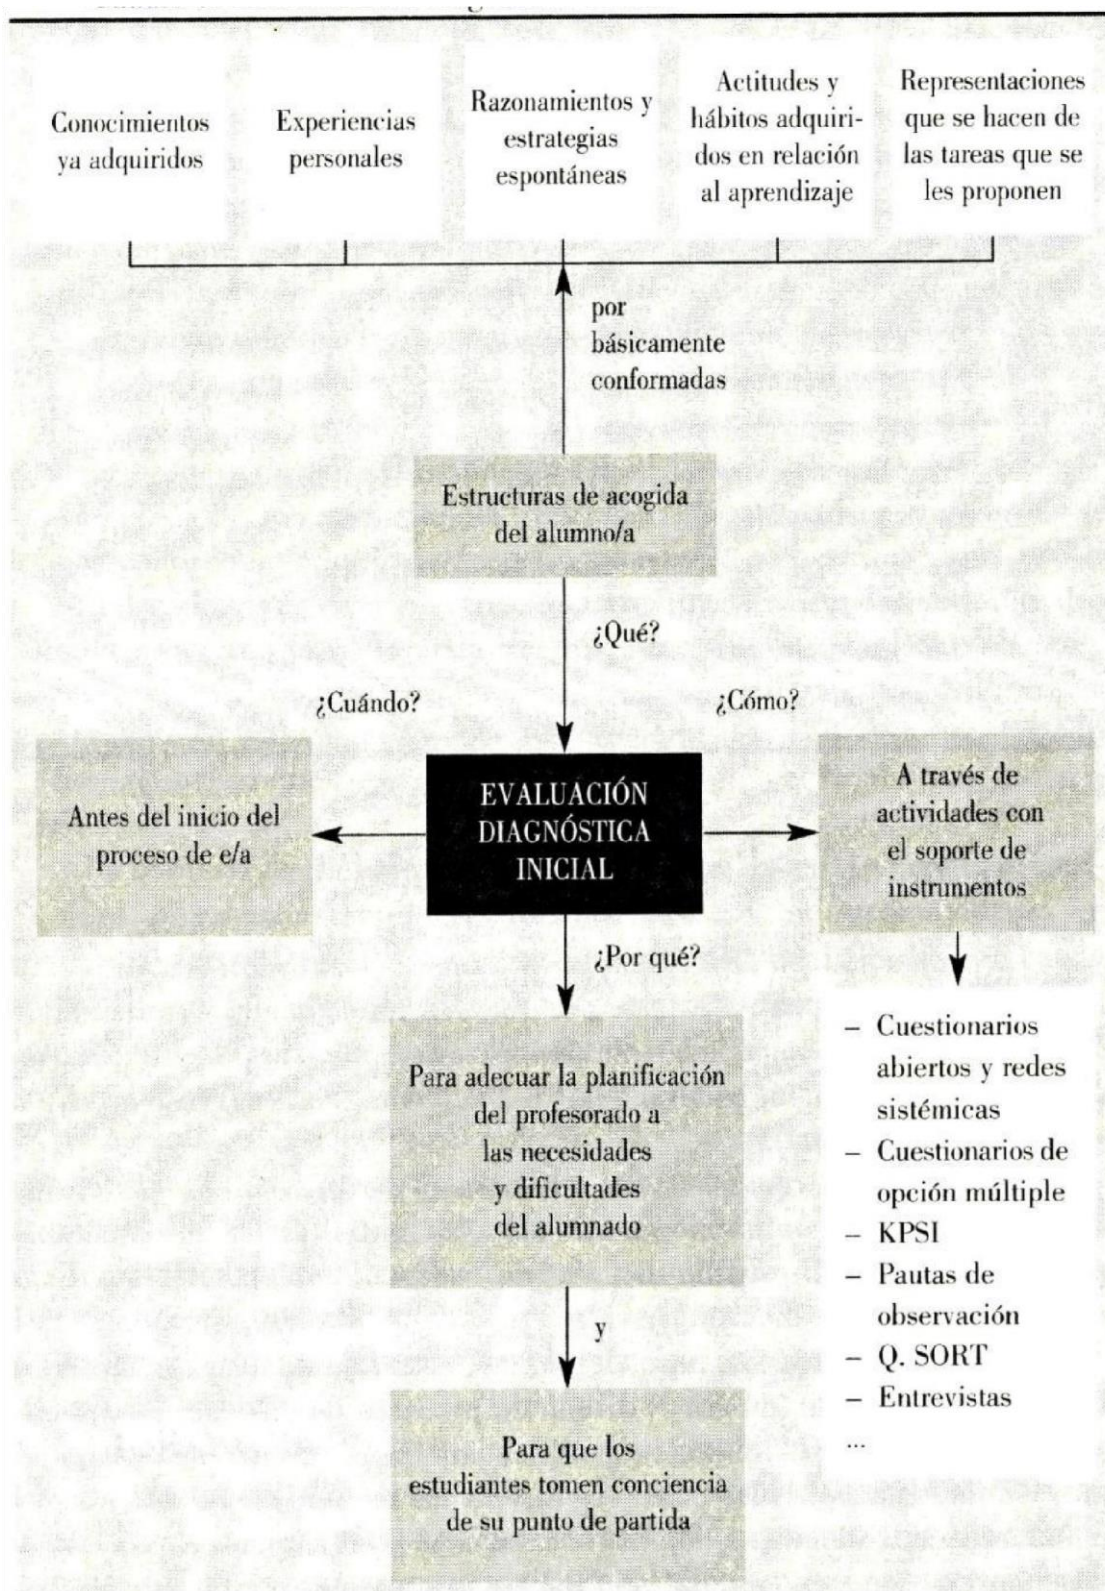 Conocimientos
ya adquiridos
Experiencias
personales
Razonamientos y
estrategias
espontáneas
Actitudes y
hábitos adquiri-
dos en relación
al aprendizaje
Representaciones
que se hacen de
las tareas que se
les proponen
por
básicamente
conformadas
Estructuras de acogida
del alumno/a
¿Qué?
¿Cuándo?
¿Cómo?
Antes del inicio del
proceso de e/a
EVALUACIÓN
DIAGNÓSTICA
INICIAL
A través de
actividades con
el soporte de
instrumentos
¿Por qué?
Para adecuar la planificación
del profesorado a
las necesidades
y dificultades
del alumnado
– Cuestionarios
abiertos y redes
sistémicas
– Cuestionarios de
opción múltiple
– KPSI
– Pautas de
observación
– Q. SORT
– Entrevistas
...
y
Para que los
estudiantes tomen conciencia
de su punto de partida